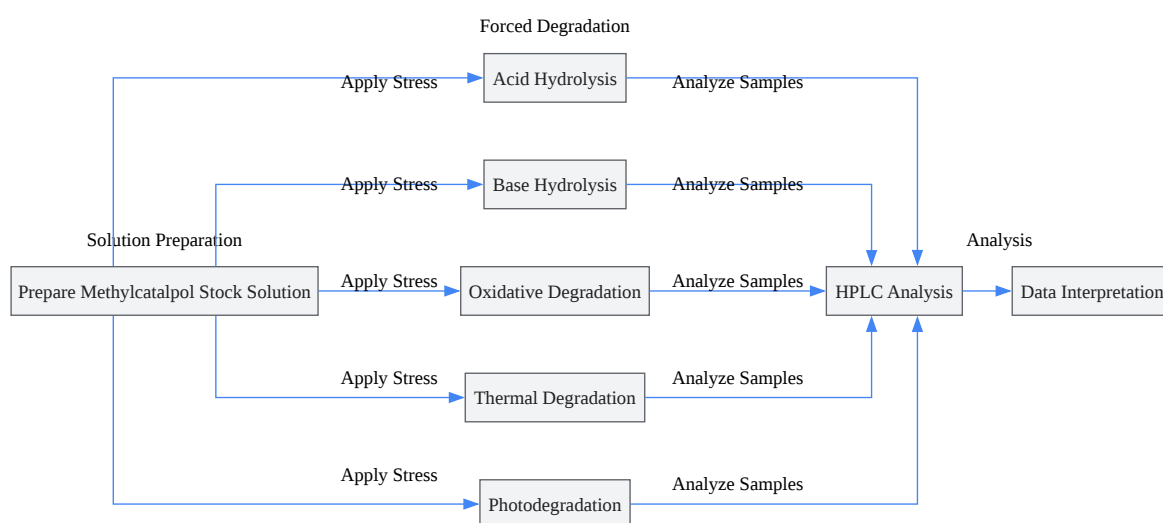 Forced Degradation
Apply Stress
Acid Hydrolysis
Analyze Samples
Apply Stress
Base Hydrolysis
Analyze Samples
Solution Preparation
Analysis
Prepare Methylcatalpol Stock Solution
Apply Stress
Oxidative Degradation
Analyze Samples
HPLC Analysis
Data Interpretation
Apply Stress
Thermal Degradation
Analyze Samples
Apply Stress
Photodegradation
Analyze Samples